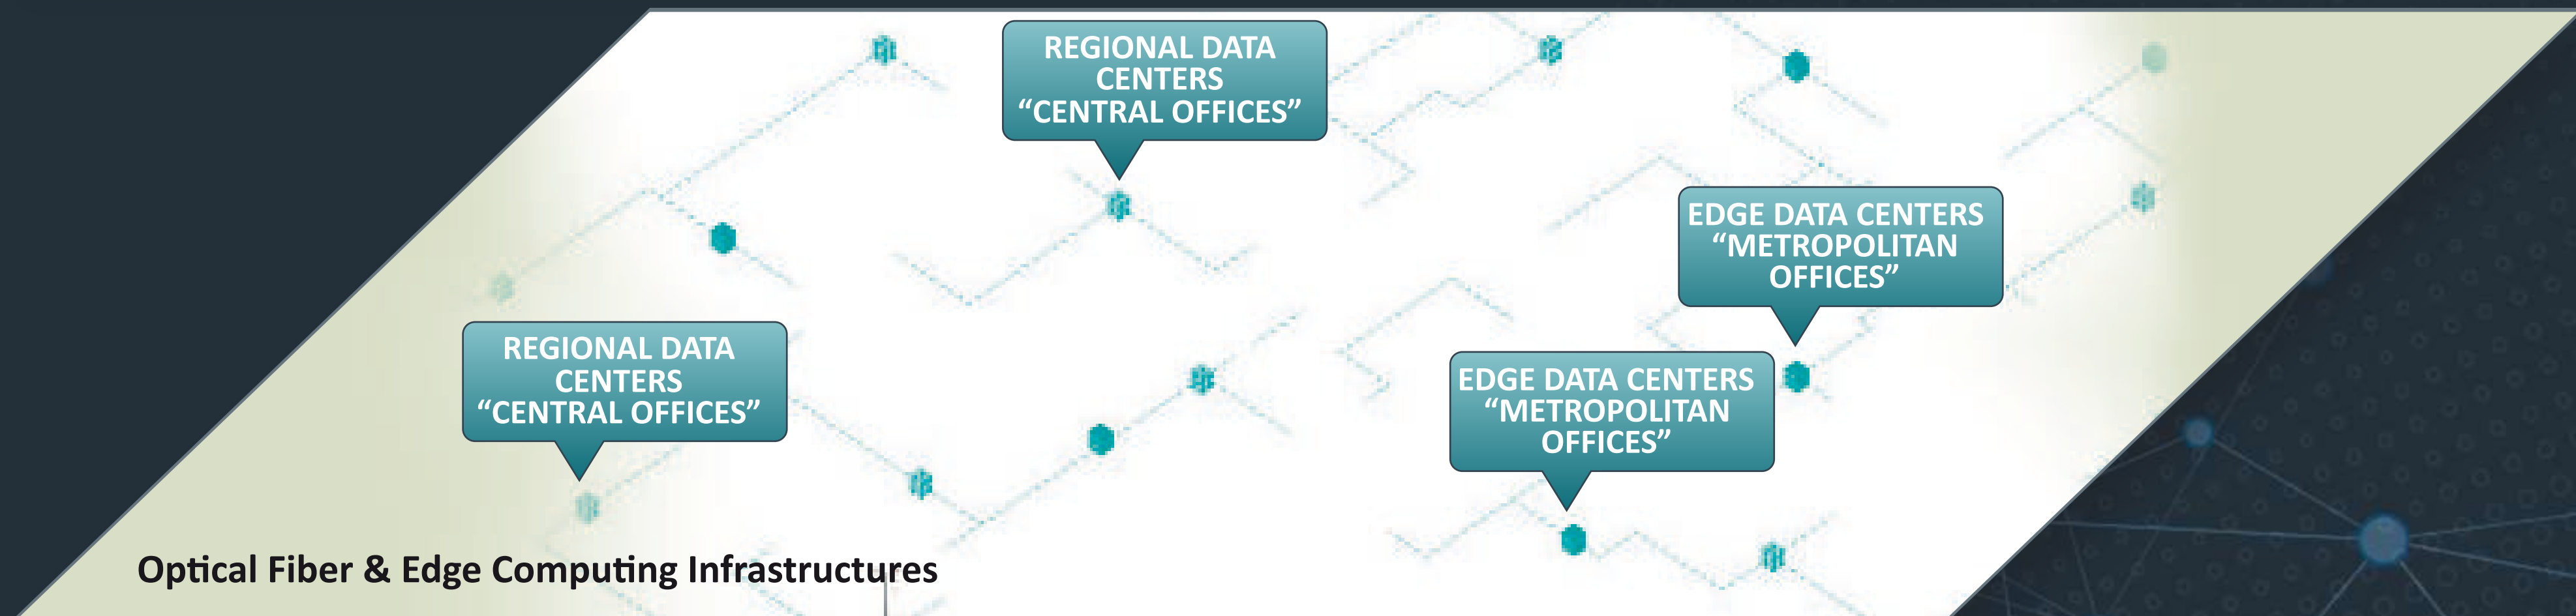 REGIONAL DATA
CENTERS
“CENTRAL OFFICES”
EDGE DATA CENTERS
“METROPOLITAN
OFFICES”
REGIONAL DATA
CENTERS
“CENTRAL OFFICES”
EDGE DATA CENTERS
“METROPOLITAN
OFFICES”
Optical Fiber & Edge Computing Infrastructures